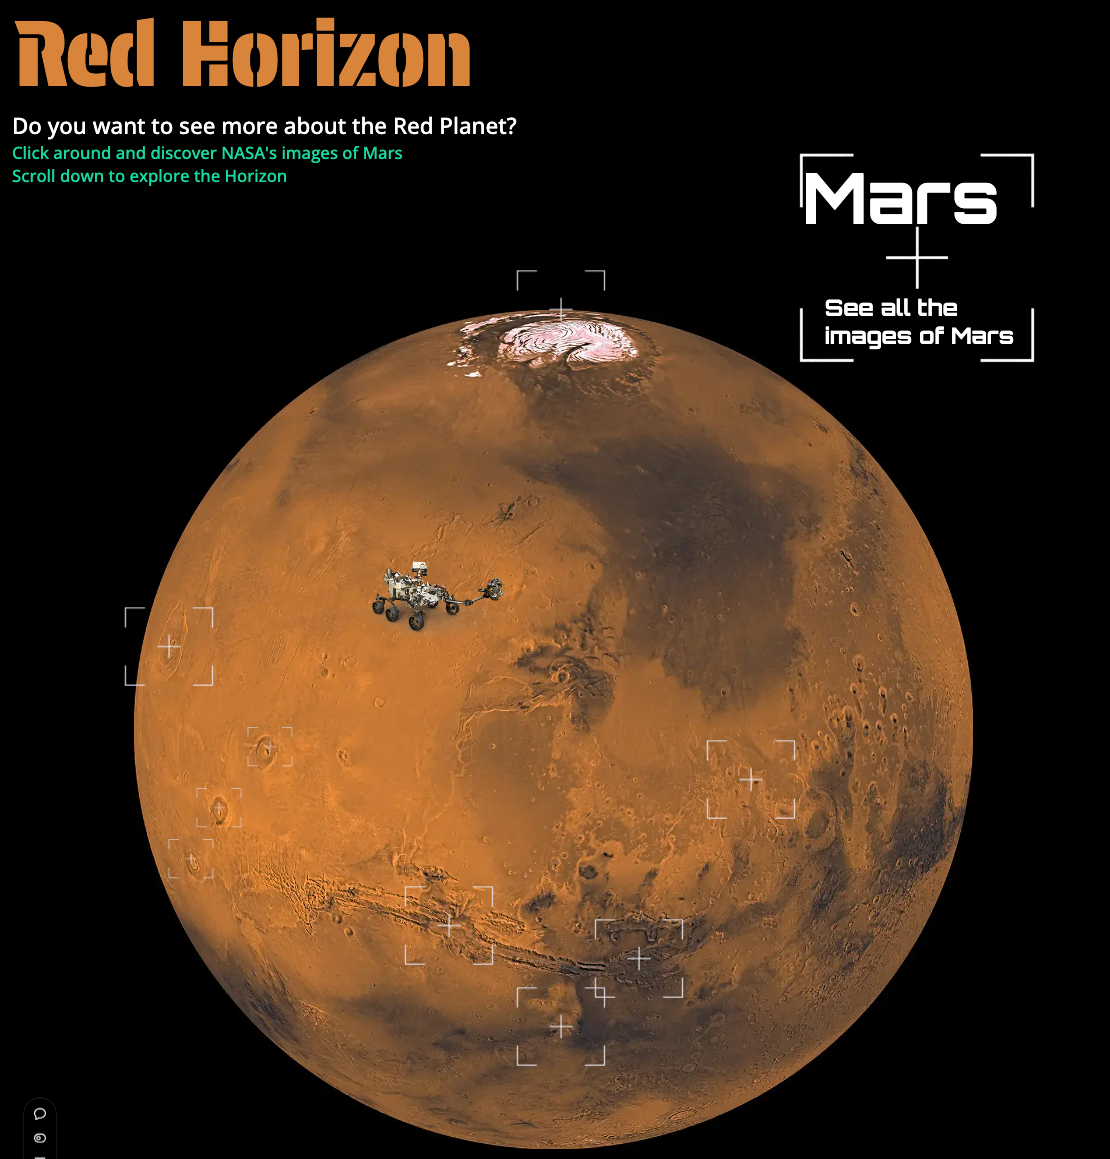 Red Horizon
Do you want to see more about the Red Planet?
Click around and discover NASA's images of Mars
Scroll down to explore the Horizon
Mars
See all the
images of Mars